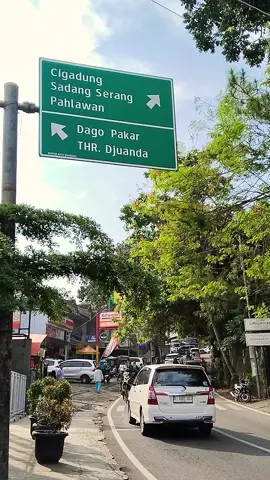 Cigadung
Sadang Serang
Pahlawan
Dago Pakar
THR. Djuanda